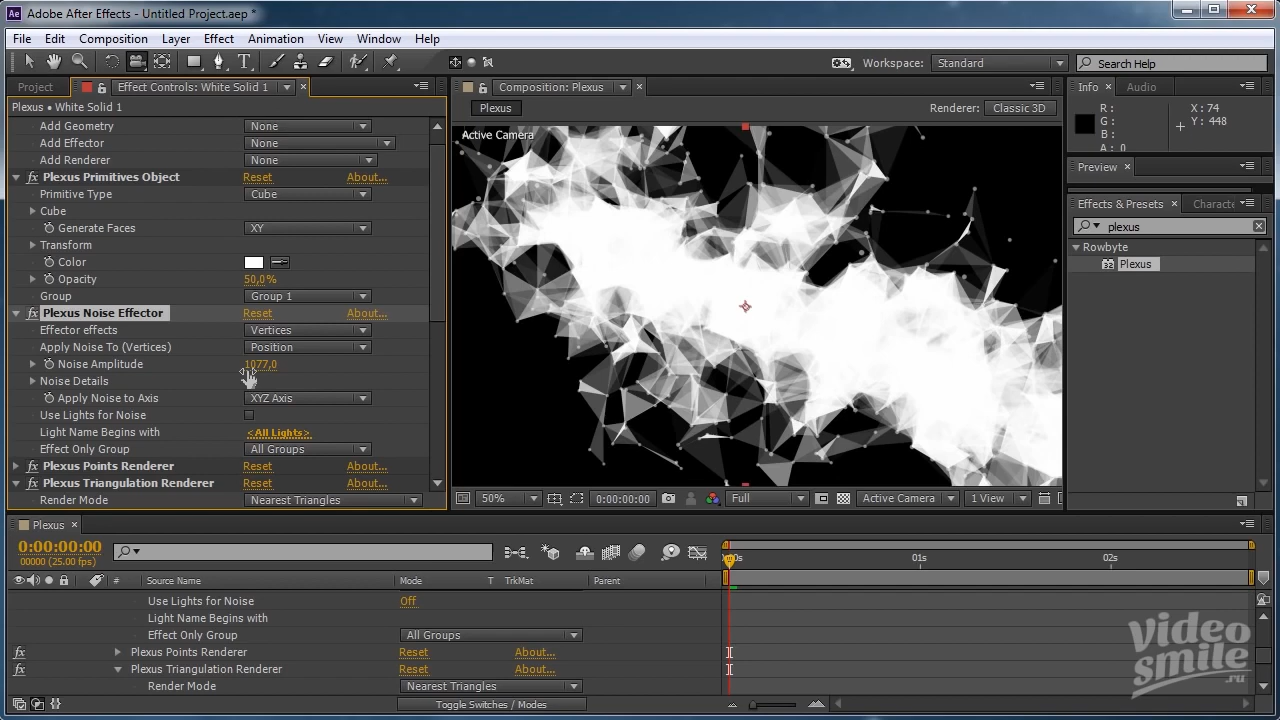 Ae Adobe After Effects - Untitled Project.aep *
File Edit Composition Layer Effect Animation View Window Help
Workspace: Standard Search Help
Project Effect Controls: White Solid 1 ×
Plexus • White Solid 1
Add Geometry None
Add Effector None
Add Renderer None
fx Plexus Primitives Object Reset About...
Primitive Type Cube
Cube
Generate Faces XY
Transform
Color
Opacity 50,0%
Group Group 1
fx Plexus Noise Effector Reset About...
Effector effects Vertices
Apply Noise To (Vertices) Position
Noise Amplitude 1077,0
Noise Details
Apply Noise to Axis XYZ Axis
Use Lights for Noise
Light Name Begins with <All Lights>
Effect Only Group All Groups
fx Plexus Points Renderer Reset About...
fx Plexus Triangulation Renderer Reset About...
Render Mode Nearest Triangles
Composition: Plexus ×
Plexus Renderer: Classic 3D
Active Camera
50% 0:00:00:00 Full Active Camera 1 View
Info × Audio
R : X : 74
G : Y : 448
B :
A : 0
Preview ×
Effects & Presets × Characte
plexus
Rowbyte
32 Plexus
Plexus ×
0:00:00:00
00000 (25.00 fps)
# Source Name Mode T TrkMat Parent
01s 02s
Use Lights for Noise Off
Light Name Begins with
Effect Only Group All Groups
fx Plexus Points Renderer Reset About...
fx Plexus Triangulation Renderer Reset About...
Render Mode Nearest Triangles
Toggle Switches / Modes
video
smile
.ru